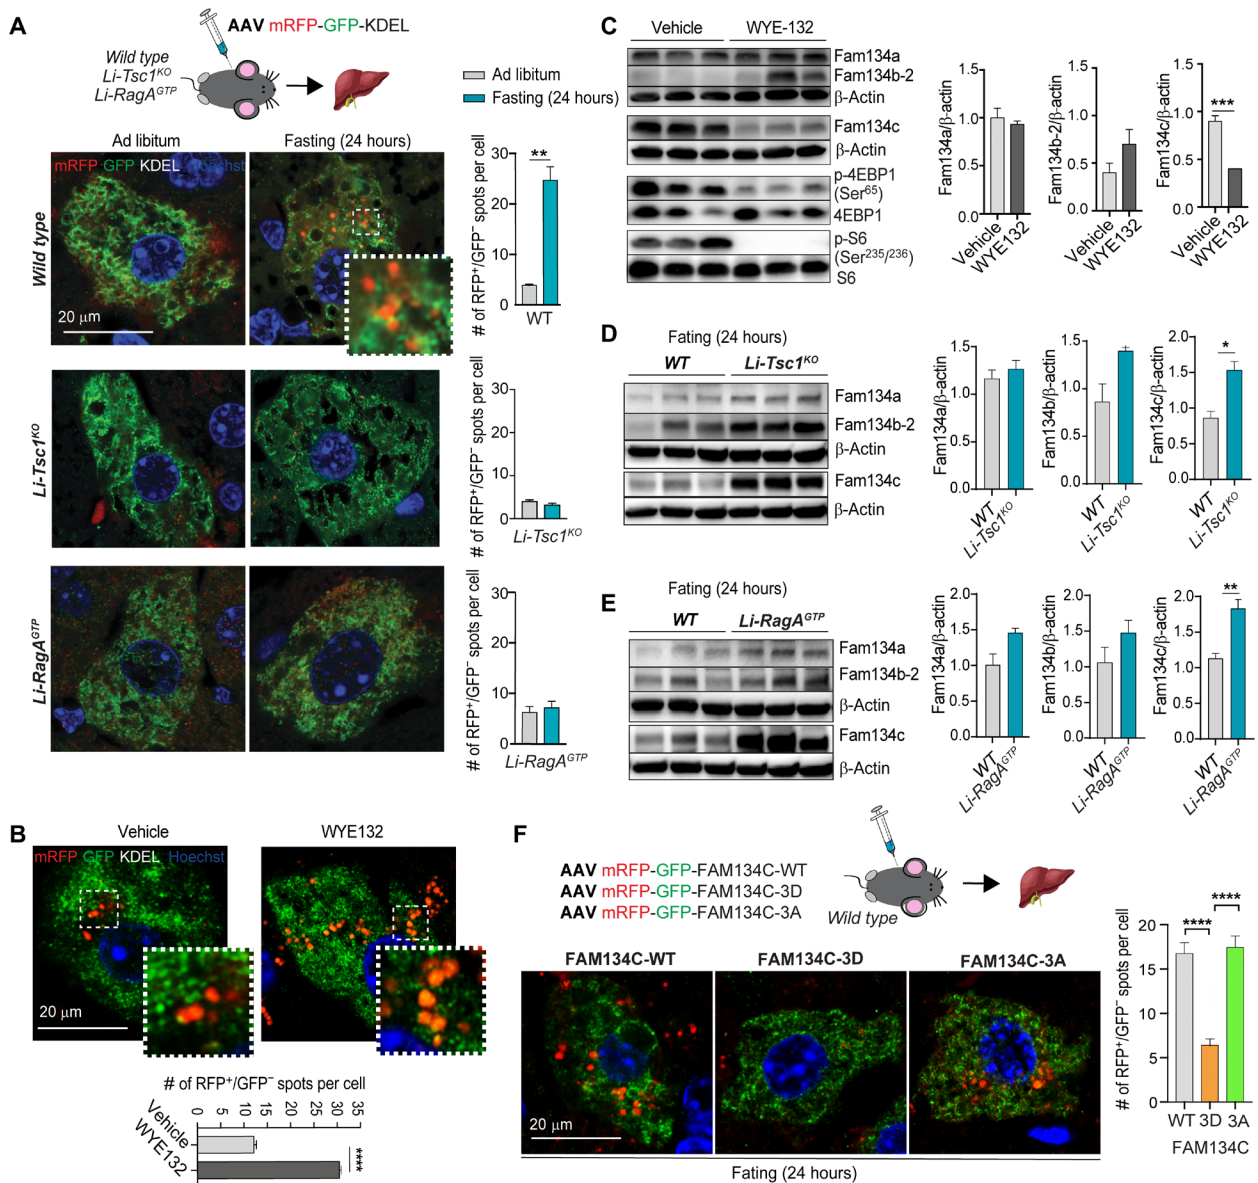 A
AAV mRFP-GFP-KDEL
Wild type
Li-Tsc1KO
Li-RagAGTP
Ad libitum
Fasting (24 hours)
Ad libitum
Fasting (24 hours)
mRFP GFP KDEL Hoechst
Wild type
20 μm
# of RFP+/GFP− spots per cell
30
20
10
0
**
WT
Li-Tsc1KO
# of RFP+/GFP− spots per cell
30
20
10
0
Li-Tsc1KO
Li-RagAGTP
# of RFP+/GFP− spots per cell
30
20
10
0
Li-RagAGTP
B
Vehicle
WYE132
mRFP GFP KDEL Hoechst
20 μm
# of RFP+/GFP− spots per cell
0 5 10 15 20 25 30 35
Vehicle
WYE132
****
C
Vehicle
WYE-132
Fam134a
Fam134b-2
β-Actin
Fam134c
β-Actin
p-4EBP1
(Ser65)
4EBP1
p-S6
(Ser235/236)
S6
Fam134a/β-actin
1.5
1.0
0.5
0.0
Vehicle
WYE132
Fam134b-2/β-actin
1.5
1.0
0.5
0.0
Vehicle
WYE132
Fam134c/β-actin
1.5
1.0
0.5
0.0
***
Vehicle
WYE132
D
Fating (24 hours)
WT
Li-Tsc1KO
Fam134a
Fam134b-2
β-Actin
Fam134c
β-Actin
Fam134a/β-actin
1.5
1.0
0.5
0.0
WT
Li-Tsc1KO
Fam134b/β-actin
1.5
1.0
0.5
0.0
WT
Li-Tsc1KO
Fam134c/β-actin
2.0
1.5
1.0
0.5
0.0
*
WT
Li-Tsc1KO
E
Fating (24 hours)
WT
Li-RagAGTP
Fam134a
Fam134b-2
β-Actin
Fam134c
β-Actin
Fam134a/β-actin
2.0
1.5
1.0
0.5
0.0
WT
Li-RagAGTP
Fam134b/β-actin
2.0
1.5
1.0
0.5
0.0
WT
Li-RagAGTP
Fam134c/β-actin
2.0
1.5
1.0
0.5
0.0
**
WT
Li-RagAGTP
F
AAV mRFP-GFP-FAM134C-WT
AAV mRFP-GFP-FAM134C-3D
AAV mRFP-GFP-FAM134C-3A
Wild type
FAM134C-WT
FAM134C-3D
FAM134C-3A
20 μm
Fating (24 hours)
# of RFP+/GFP− spots per cell
20
15
10
5
0
****
****
WT 3D 3A
FAM134C